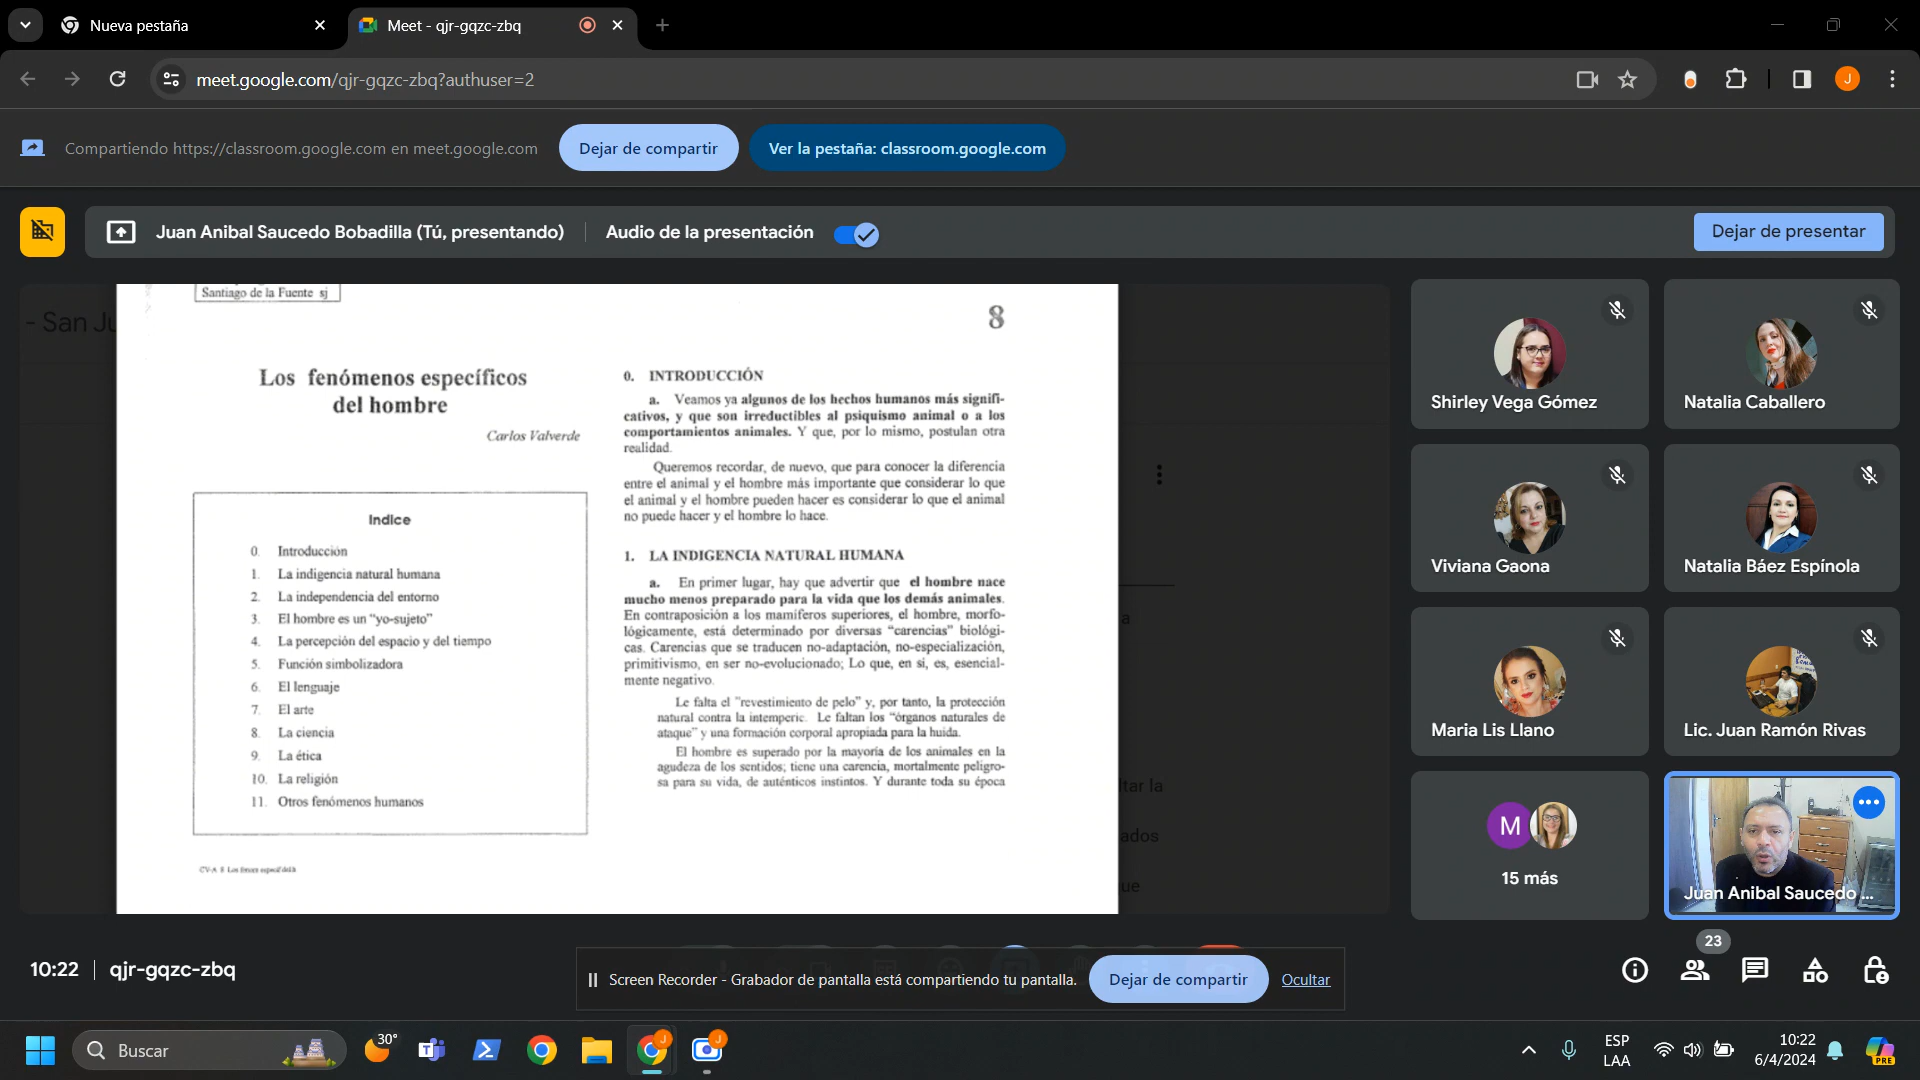 Nueva pestaña
Meet - qjr-gqzc-zbq
meet.google.com/qjr-gqzc-zbq?authuser=2
J
Compartiendo https://classroom.google.com en meet.google.com
Dejar de compartir
Ver la pestaña: classroom.google.com
Juan Anibal Saucedo Bobadilla (Tú, presentando)
Audio de la presentación
Dejar de presentar
- San Ju
Santiago de la Fuente sj
8
Los fenómenos específicos
del hombre
Carlos Valverde
Indice
0. Introducción
1. La indigencia natural humana
2. La independencia del entorno
3. El hombre es un "yo-sujeto"
4. La percepción del espacio y del tiempo
5. Función simbolizadora
6. El lenguaje
7. El arte
8. La ciencia
9. La ética
10. La religión
11. Otros fenómenos humanos
0. INTRODUCCIÓN
a. Veamos ya algunos de los hechos humanos más signifi-
cativos, y que son irreductibles al psiquismo animal o a los
comportamientos animales. Y que, por lo mismo, postulan otra
realidad.
Queremos recordar, de nuevo, que para conocer la diferencia
entre el animal y el hombre más importante que considerar lo que
el animal y el hombre pueden hacer es considerar lo que el animal
no puede hacer y el hombre lo hace.
1. LA INDIGENCIA NATURAL HUMANA
a. En primer lugar, hay que advertir que el hombre nace
mucho menos preparado para la vida que los demás animales.
En contraposición a los mamíferos superiores, el hombre, morfo-
lógicamente, está determinado por diversas "carencias" biológi-
cas. Carencias que se traducen no-adaptación, no-especialización,
primitivismo, en ser no-evolucionado; Lo que, en sí, es, esencial-
mente negativo.
Le falta el "revestimiento de pelo" y, por tanto, la protección
natural contra la intemperie. Le faltan los "órganos naturales de
ataque" y una formación corporal apropiada para la huida.
El hombre es superado por la mayoría de los animales en la
agudeza de los sentidos; tiene una carencia, mortalmente peligro-
sa para su vida, de auténticos instintos. Y durante toda su época
a
ltar la
ados
ue
Shirley Vega Gómez
Natalia Caballero
Viviana Gaona
Natalia Báez Espínola
Maria Lis Llano
Lic. Juan Ramón Rivas
M
15 más
Juan Anibal Saucedo ...
10:22
qjr-gqzc-zbq
Screen Recorder - Grabador de pantalla está compartiendo tu pantalla.
Dejar de compartir
Ocultar
23
Buscar
30°
J
J
ESP
LAA
10:22
6/4/2024
PRE